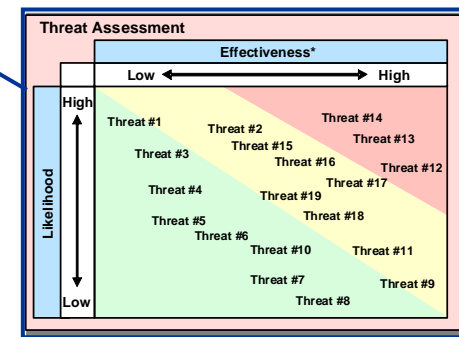 Threat Assessment
Effectiveness*
Low High
Likelihood
High
Low
Threat #14
Threat #1
Threat #2
Threat #13
Threat #15
Threat #3
Threat #16
Threat #12
Threat #17
Threat #4
Threat #19
Threat #18
Threat #5
Threat #6
Threat #10
Threat #11
Threat #7
Threat #9
Threat #8